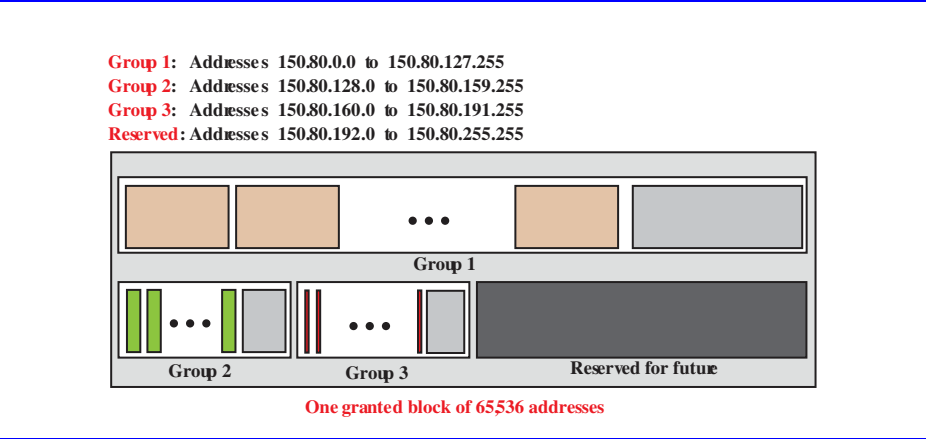 Group 1: Addresses 150.80.0.0 to 150.80.127.255
Group 2: Addresses 150.80.128.0 to 150.80.159.255
Group 3: Addresses 150.80.160.0 to 150.80.191.255
Reserved: Addresses 150.80.192.0 to 150.80.255.255
Group 1
Group 2
Group 3
Reserved for future
One granted block of 65,536 addresses